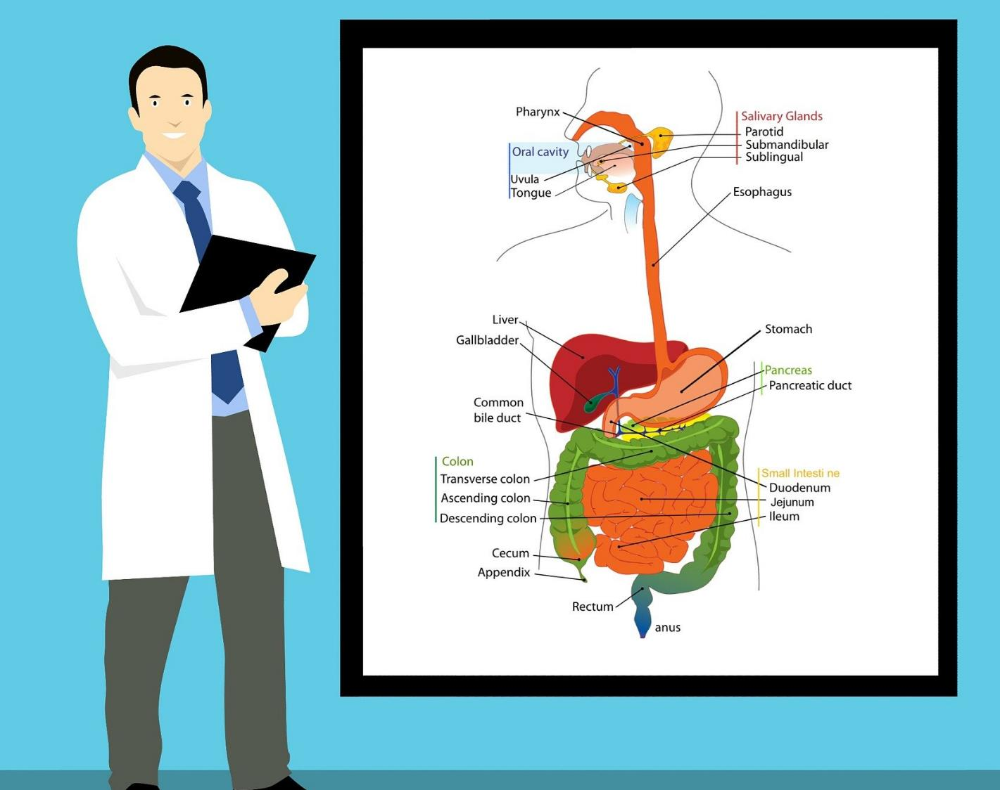 Pharynx
Salivary Glands
Parotid
Submandibular
Sublingual
Oral cavity
Uvula
Tongue
Esophagus
Liver
Gallbladder
Stomach
Pancreas
Pancreatic duct
Common
bile duct
Colon
Transverse colon
Ascending colon
Descending colon
Small Intesti ne
Duodenum
Jejunum
Ileum
Cecum
Appendix
Rectum
anus